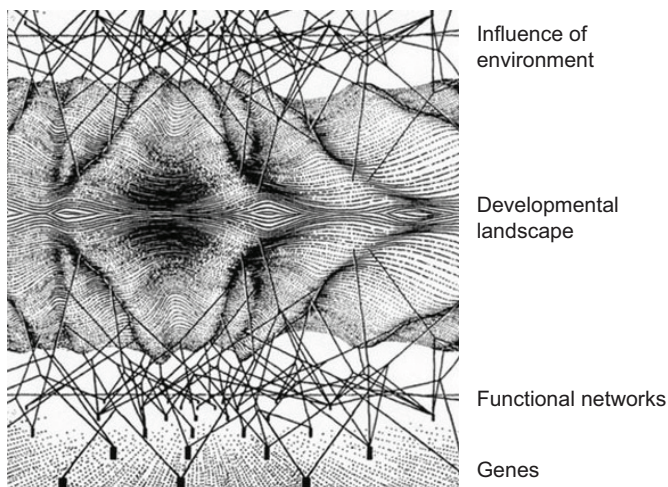 Influence of
environment
Developmental
landscape
Functional networks
Genes